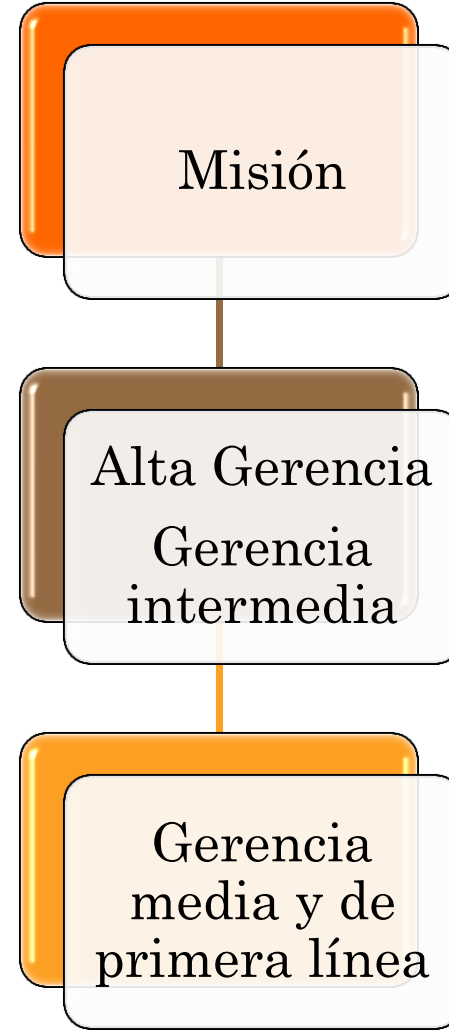 Misión
Alta Gerencia
Gerencia
intermedia
Gerencia
media y de
primera línea